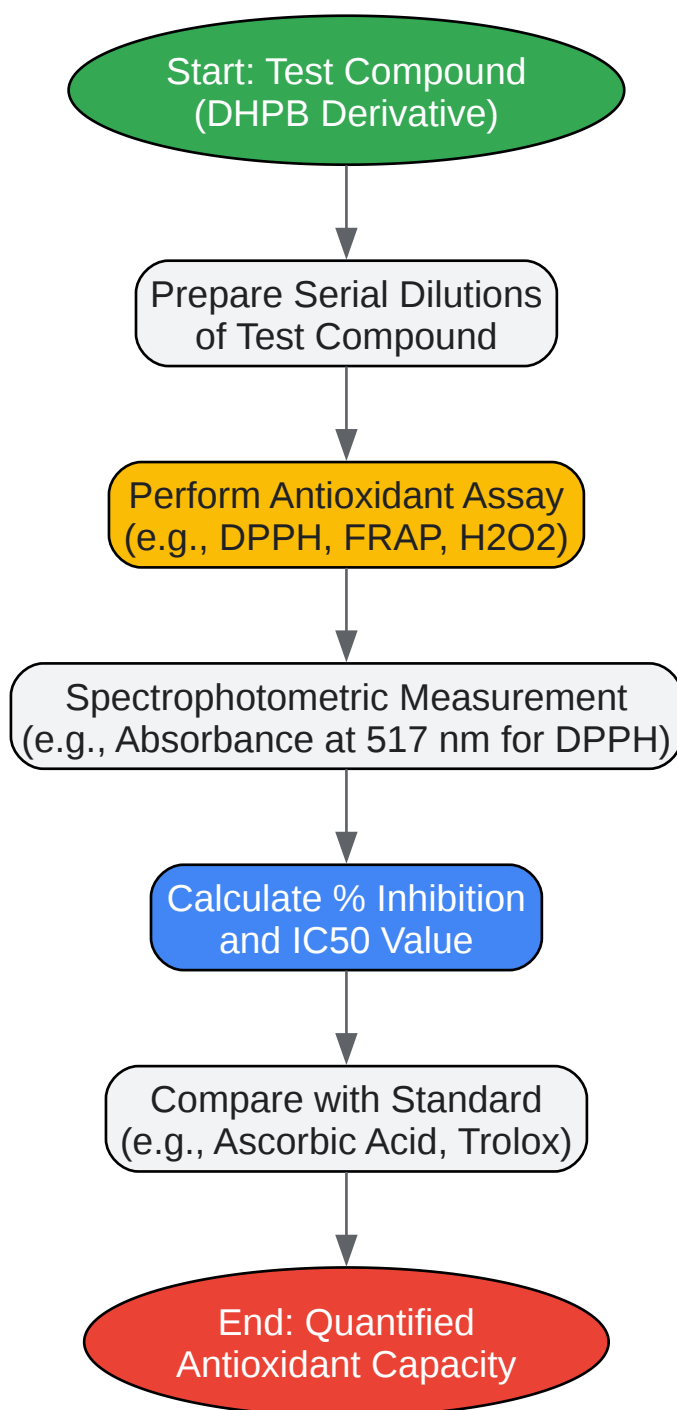 Start: Test Compound
(DHPB Derivative)
Prepare Serial Dilutions
of Test Compound
Perform Antioxidant Assay
(e.g., DPPH, FRAP, H2O2)
Spectrophotometric Measurement
(e.g., Absorbance at 517 nm for DPPH)
Calculate % Inhibition
and IC50 Value
Compare with Standard
(e.g., Ascorbic Acid, Trolox)
End: Quantified
Antioxidant Capacity